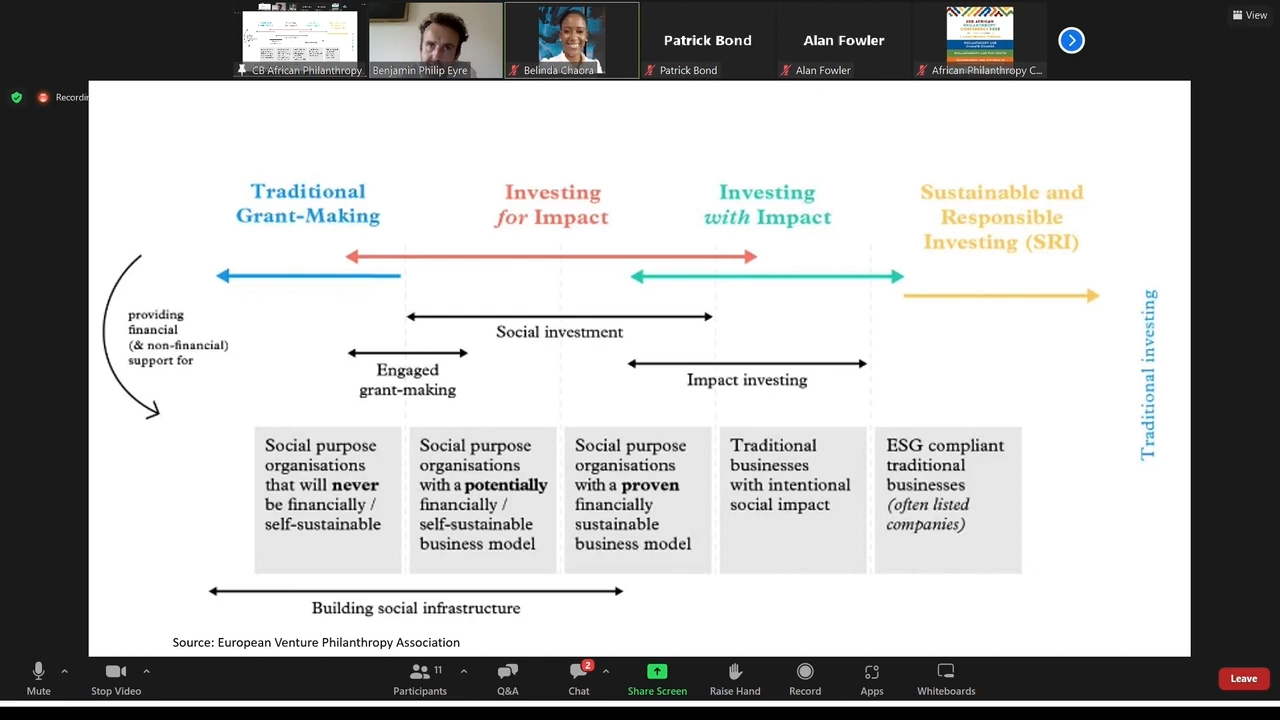 Patrick Bond
Alan Fowler
View
CB African Philanthropy
Benjamin Philip Eyre
Belinda Chaora
Patrick Bond
Alan Fowler
African Philanthropy C...
Recordin
Traditional
Grant-Making
Investing
for Impact
Investing
with Impact
Sustainable and
Responsible
Investing (SRI)
providing
financial
(& non-financial)
support for
Social investment
Engaged
grant-making
Impact investing
Traditional investing
Social purpose
organisations
that will never
be financially /
self-sustainable
Social purpose
organisations
with a potentially
financially /
self-sustainable
business model
Social purpose
organisations
with a proven
financially
sustainable
business model
Traditional
businesses
with intentional
social impact
ESG compliant
traditional
businesses
(often listed
companies)
Building social infrastructure
Source: European Venture Philanthropy Association
11
2
Mute
Stop Video
Participants
Q&A
Chat
Share Screen
Raise Hand
Record
Apps
Whiteboards
Leave